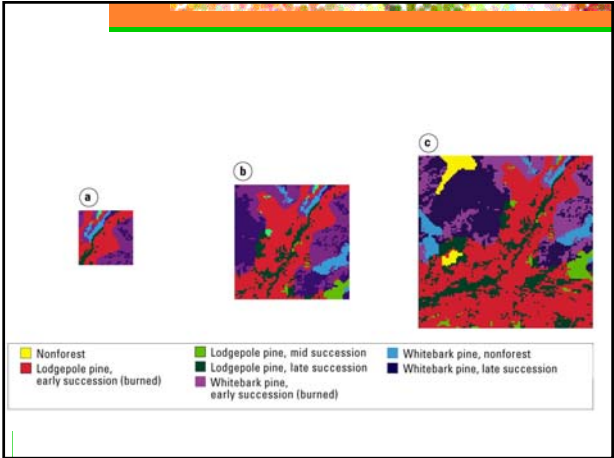 a
b
c
Nonforest
Lodgepole pine,
early succession (burned)
Lodgepole pine, mid succession
Lodgepole pine, late succession
Whitebark pine,
early succession (burned)
Whitebark pine, nonforest
Whitebark pine, late succession